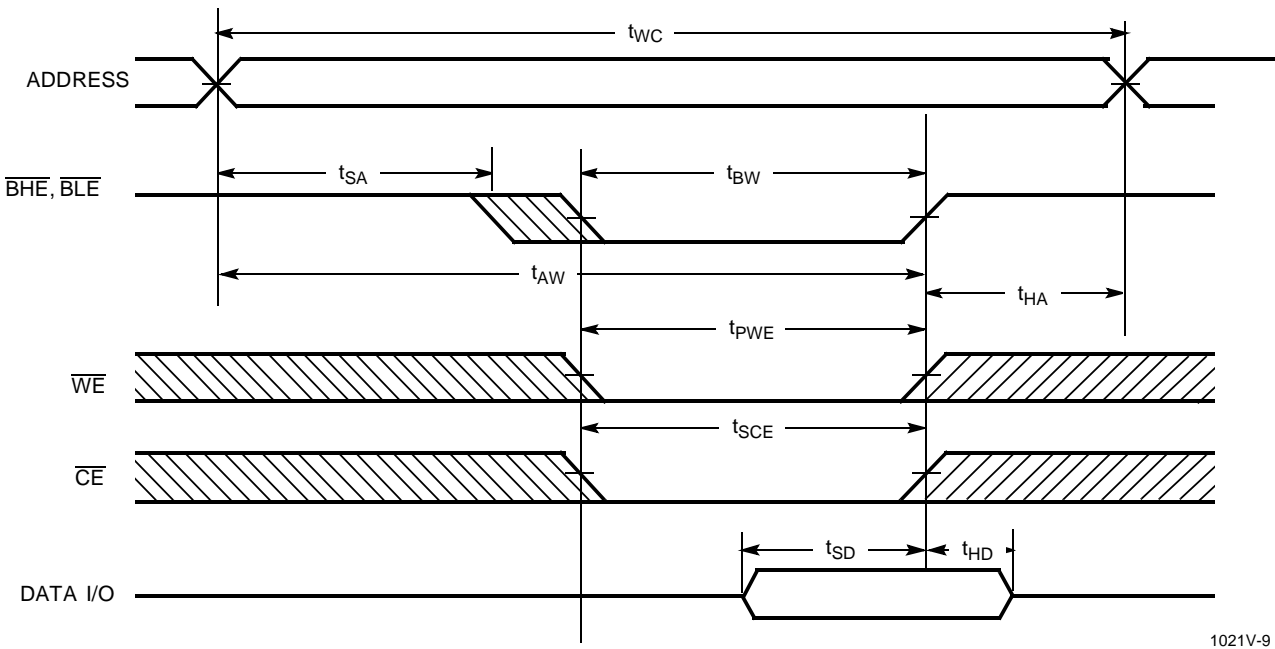 tWC
ADDRESS
tSA
tBW
BHE, BLE
tAW
tHA
tPWE
WE
tSCE
CE
tSD
tHD
DATA I/O
1021V-9